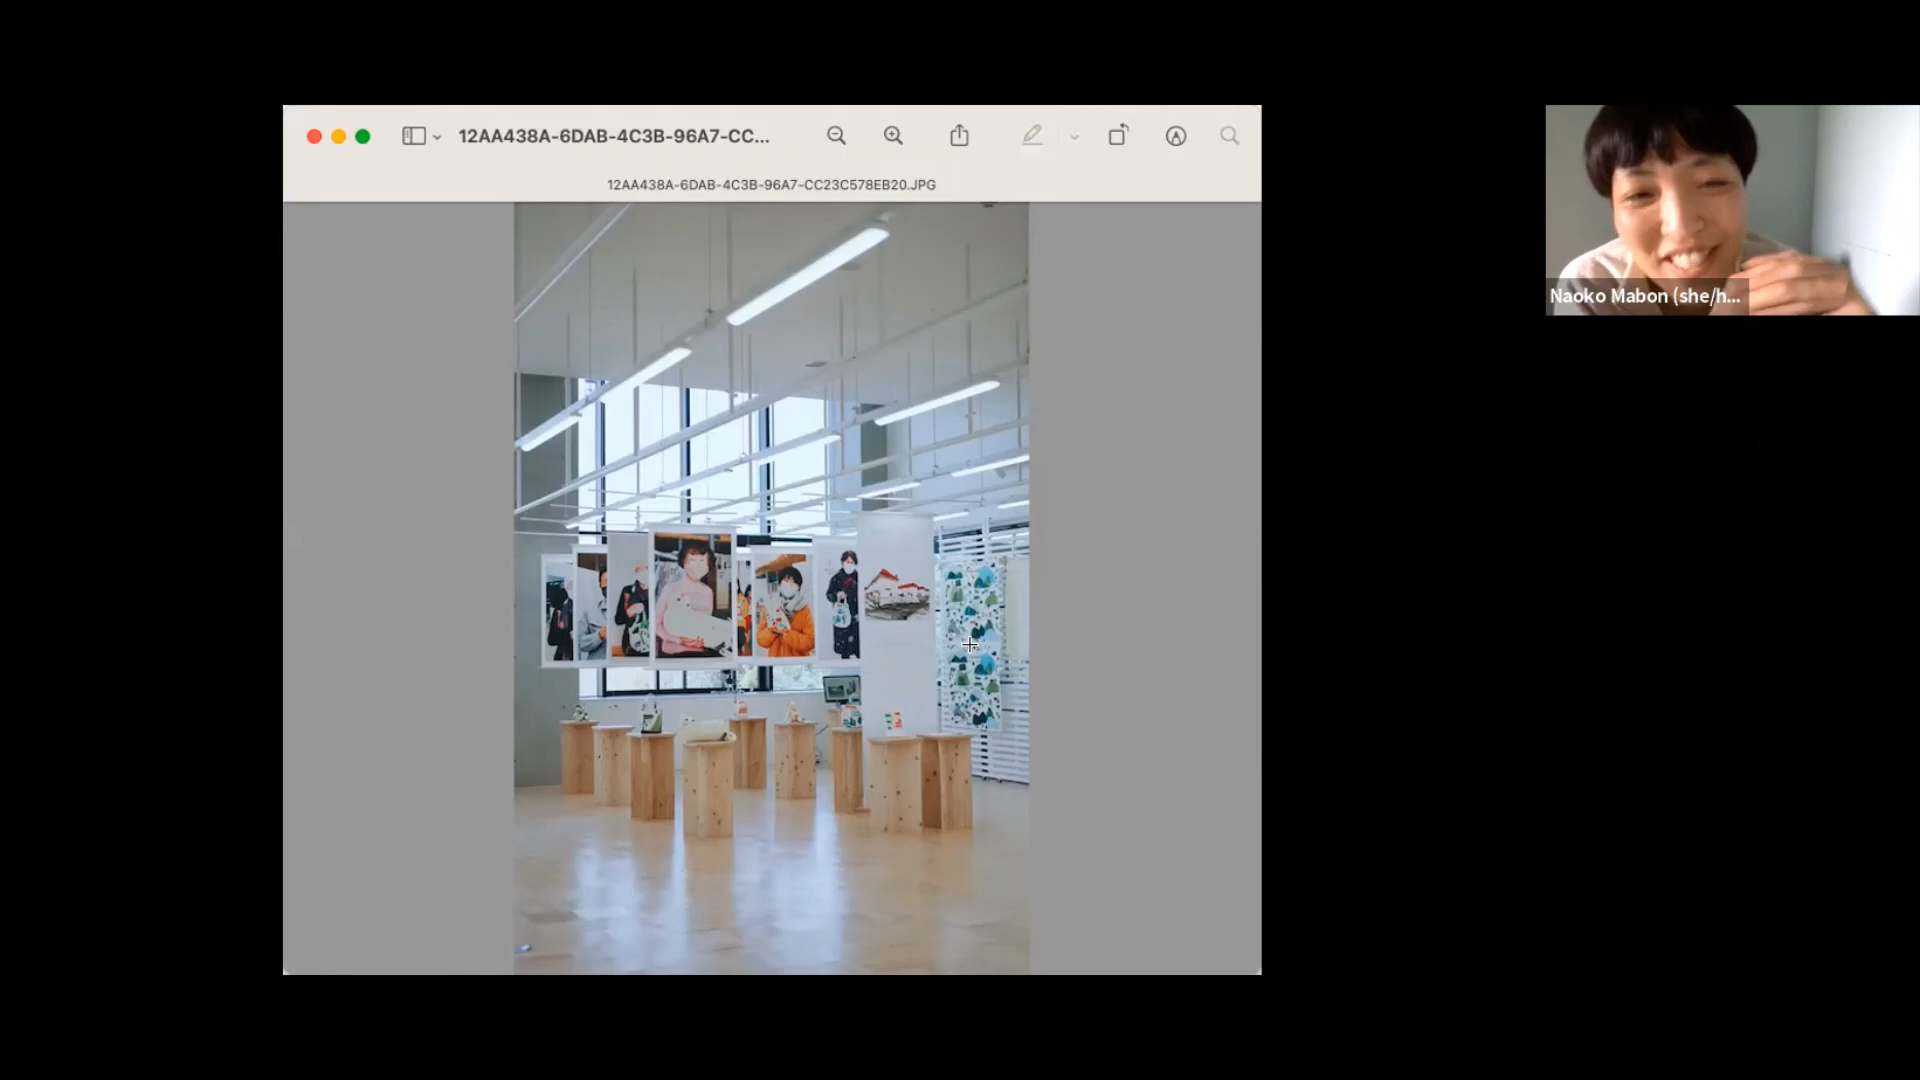 12AA438A-6DAB-4C3B-96A7-CC...
12AA438A-6DAB-4C3B-96A7-CC23C578EB20.JPG
Naoko Mabon (she/h...